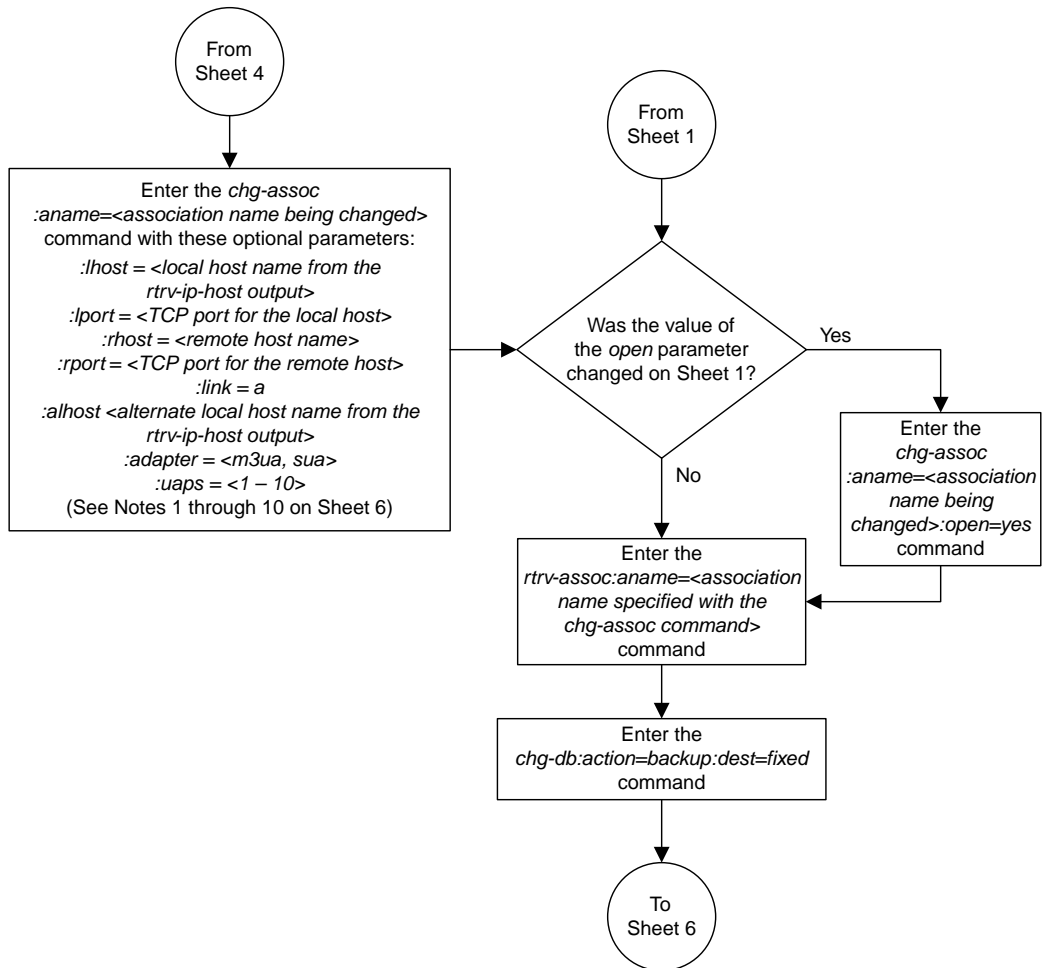 From
Sheet 4
Enter the chg-assoc
:aname=<association name being changed>
command with these optional parameters:
:lhost = <local host name from the
rtrv-ip-host output>
:lport = <TCP port for the local host>
:rhost = <remote host name>
:rport = <TCP port for the remote host>
:link = a
:alhost <alternate local host name from the
rtrv-ip-host output>
:adapter = <m3ua, sua>
:uaps = <1 – 10>
(See Notes 1 through 10 on Sheet 6)
From
Sheet 1
Was the value of
the open parameter
changed on Sheet 1?
Yes
No
Enter the
chg-assoc
:aname=<association
name being
changed>:open=yes
command
Enter the
rtrv-assoc:aname=<association
name specified with the
chg-assoc command>
command
Enter the
chg-db:action=backup:dest=fixed
command
To
Sheet 6